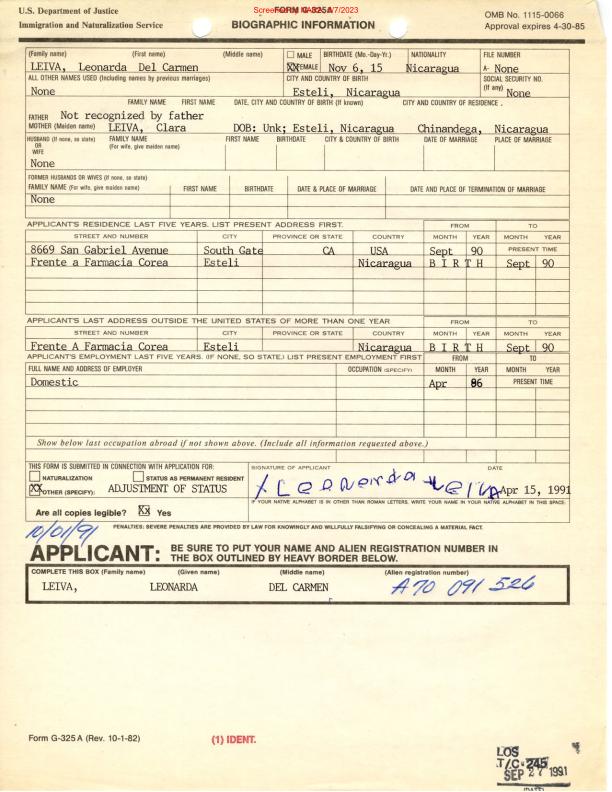 U.S. Department of Justice
Immigration and Naturalization Service
FORM G-325A
BIOGRAPHIC INFORMATION
OMB No. 1115-0066
Approval expires 4-30-85
(Family name) (First name) (Middle name) MALE BIRTHDATE (Mo.-Day-Yr.) NATIONALITY FILE NUMBER
LEIVA, Leonarda Del Carmen XX FEMALE Nov 6, 15 Nicaragua A- None
ALL OTHER NAMES USED (Including names by previous marriages) CITY AND COUNTRY OF BIRTH SOCIAL SECURITY NO. (If any)
None Esteli, Nicaragua None
FAMILY NAME FIRST NAME DATE, CITY AND COUNTRY OF BIRTH (If known) CITY AND COUNTRY OF RESIDENCE
FATHER Not recognized by father
MOTHER (Maiden name) LEIVA, Clara DOB: Unk; Esteli, Nicaragua Chinandega, Nicaragua
HUSBAND (If none, so state) OR WIFE FAMILY NAME (For wife, give maiden name) FIRST NAME BIRTHDATE CITY & COUNTRY OF BIRTH DATE OF MARRIAGE PLACE OF MARRIAGE
None
FORMER HUSBANDS OR WIVES (If none, so state)
FAMILY NAME (For wife, give maiden name) FIRST NAME BIRTHDATE DATE & PLACE OF MARRIAGE DATE AND PLACE OF TERMINATION OF MARRIAGE
None
APPLICANT'S RESIDENCE LAST FIVE YEARS. LIST PRESENT ADDRESS FIRST. FROM TO
STREET AND NUMBER CITY PROVINCE OR STATE COUNTRY MONTH YEAR MONTH YEAR
8669 San Gabriel Avenue South Gate CA USA Sept 90 PRESENT TIME
Frente a Farmacia Corea Esteli Nicaragua B I R T H Sept 90
APPLICANT'S LAST ADDRESS OUTSIDE THE UNITED STATES OF MORE THAN ONE YEAR FROM TO
STREET AND NUMBER CITY PROVINCE OR STATE COUNTRY MONTH YEAR MONTH YEAR
Frente A Farmacia Corea Esteli Nicaragua B I R T H Sept 90
APPLICANT'S EMPLOYMENT LAST FIVE YEARS. (IF NONE, SO STATE.) LIST PRESENT EMPLOYMENT FIRST FROM TO
FULL NAME AND ADDRESS OF EMPLOYER OCCUPATION (SPECIFY) MONTH YEAR MONTH YEAR
Domestic Apr 86 PRESENT TIME
Show below last occupation abroad if not shown above. (Include all information requested above.)
THIS FORM IS SUBMITTED IN CONNECTION WITH APPLICATION FOR: SIGNATURE OF APPLICANT DATE
NATURALIZATION STATUS AS PERMANENT RESIDENT
XX OTHER (SPECIFY): ADJUSTMENT OF STATUS X Leonarda Leiva Apr 15, 1991
IF YOUR NATIVE ALPHABET IS IN OTHER THAN ROMAN LETTERS, WRITE YOUR NAME IN YOUR NATIVE ALPHABET IN THIS SPACE:
Are all copies legible? Xx Yes
10/01/91 PENALTIES: SEVERE PENALTIES ARE PROVIDED BY LAW FOR KNOWINGLY AND WILLFULLY FALSIFYING OR CONCEALING A MATERIAL FACT.
APPLICANT: BE SURE TO PUT YOUR NAME AND ALIEN REGISTRATION NUMBER IN
THE BOX OUTLINED BY HEAVY BORDER BELOW.
COMPLETE THIS BOX (Family name) (Given name) (Middle name) (Alien registration number)
LEIVA, LEONARDA DEL CARMEN A70 091 526
Form G-325 A (Rev. 10-1-82) (1) IDENT.
LOS
T/C 245
SEP 27 1991